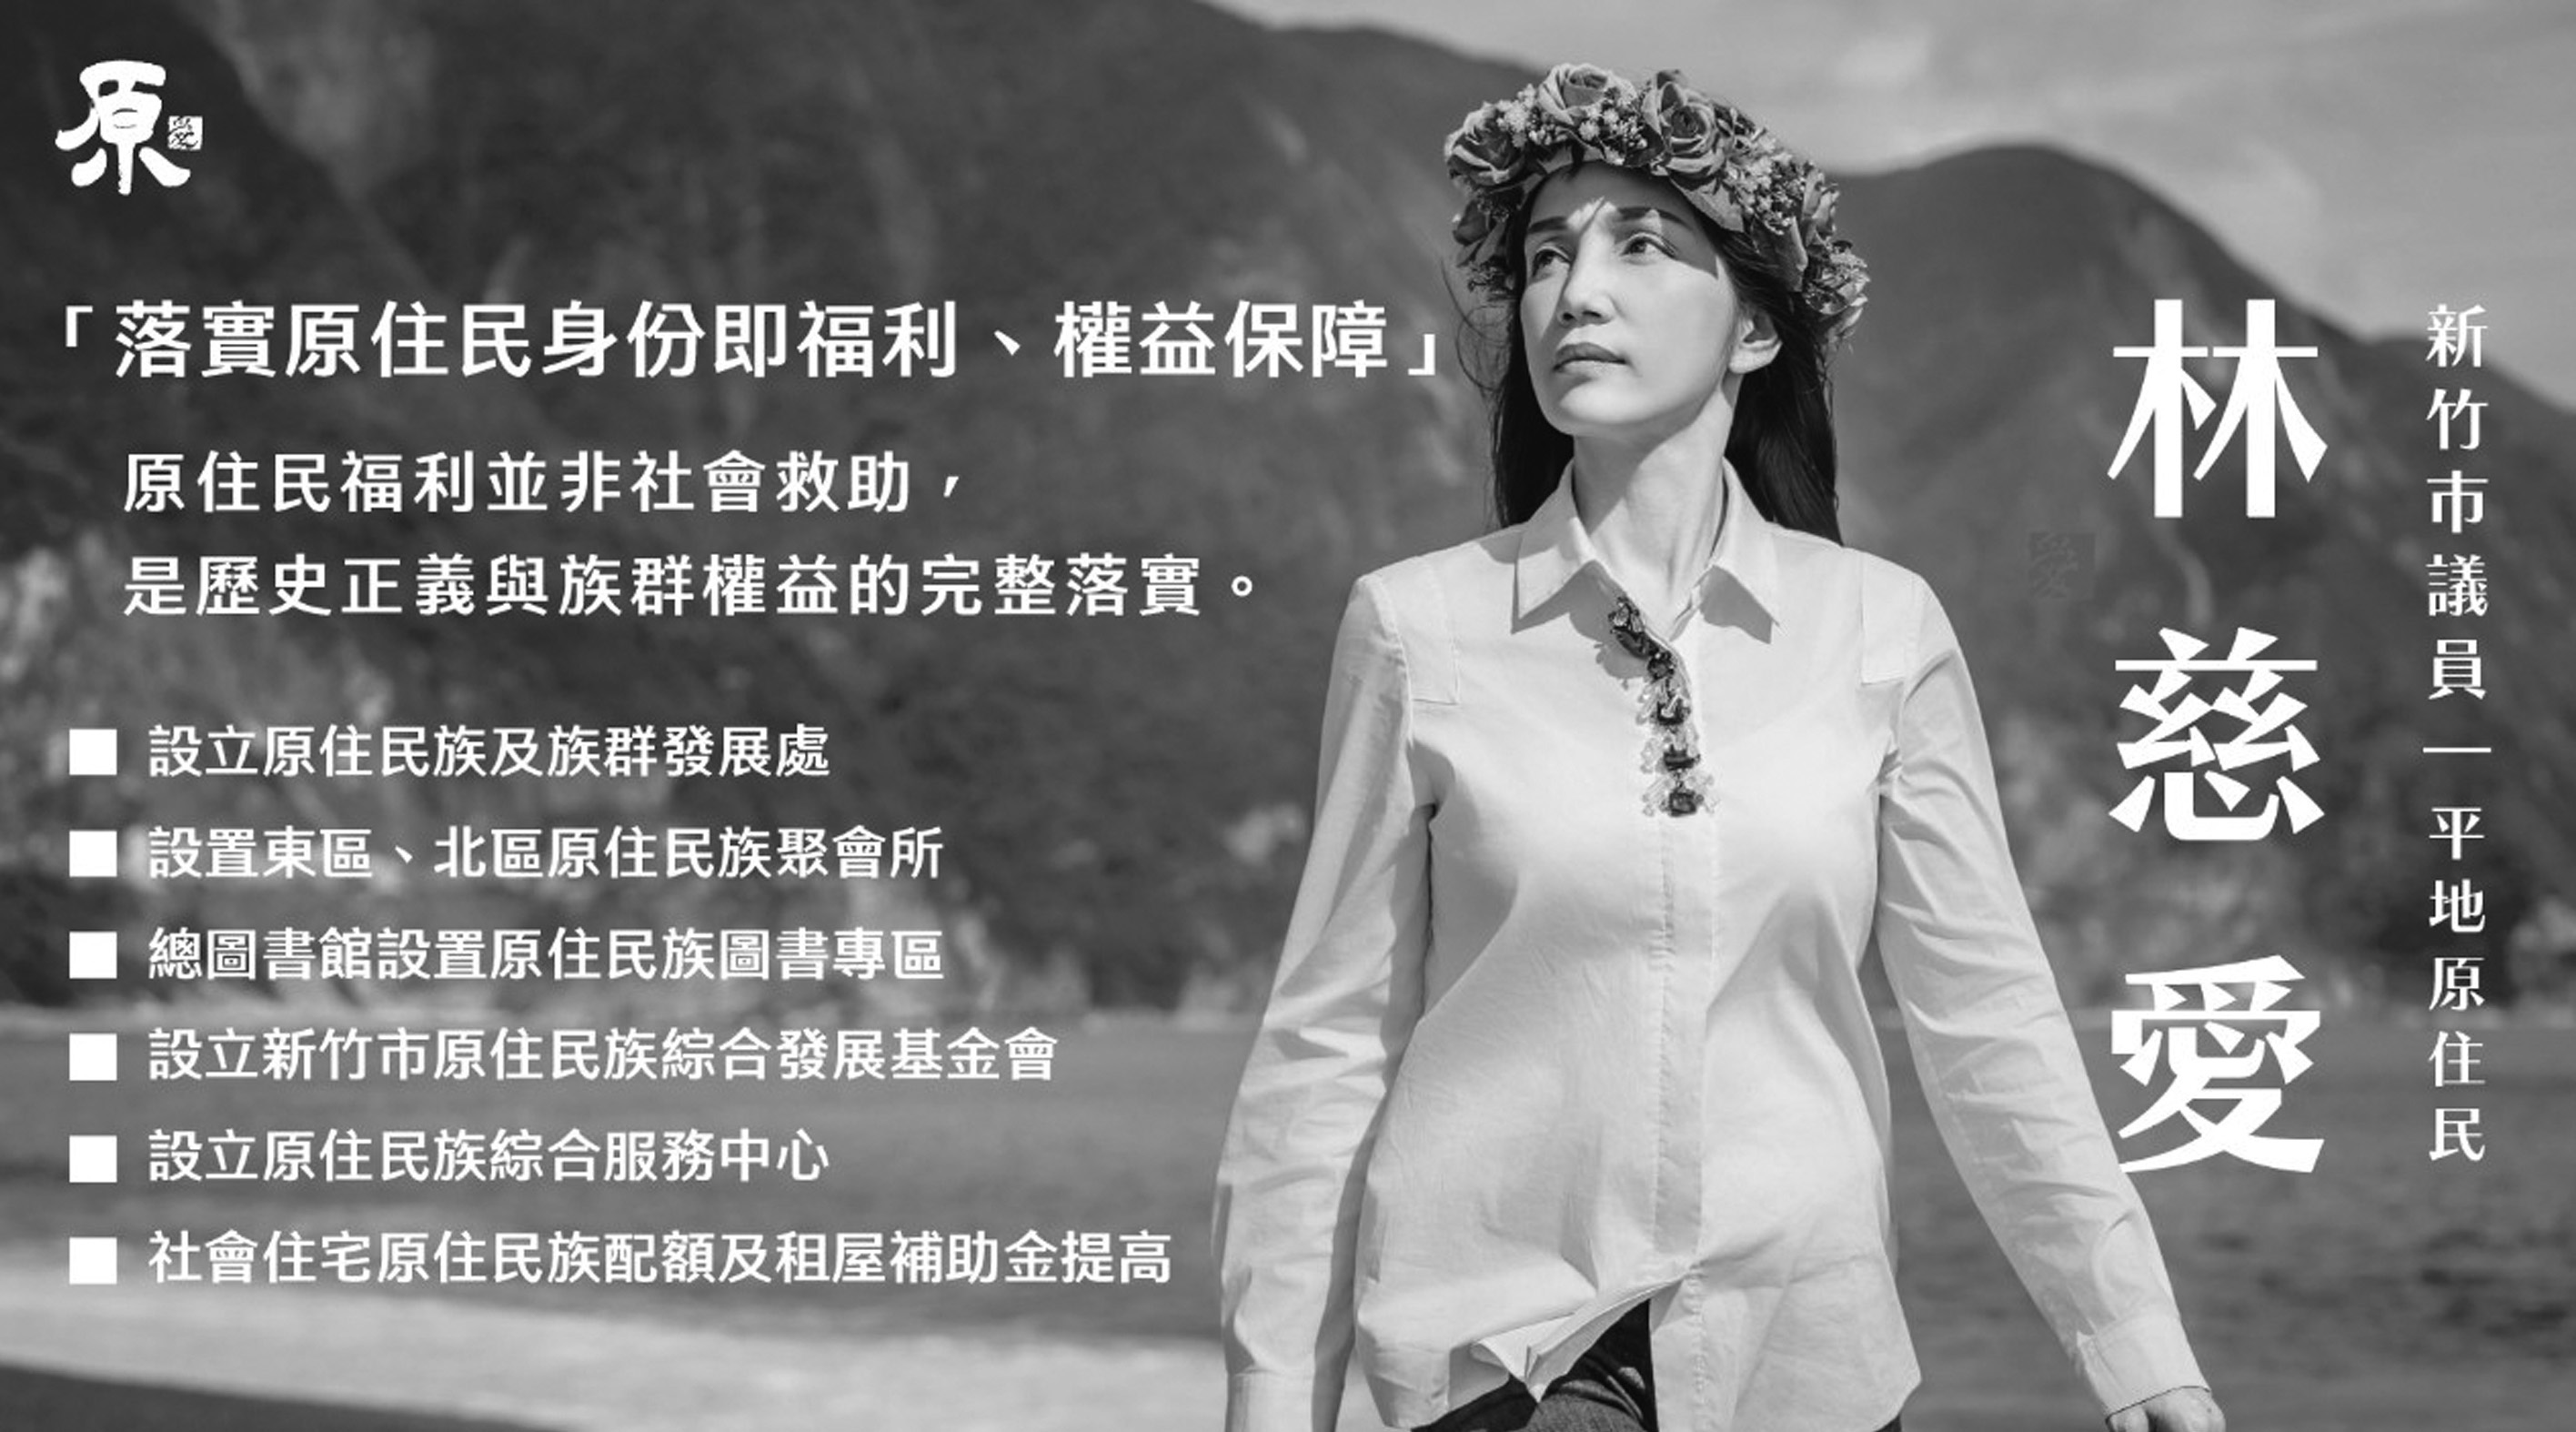 原
「落實原住民身份即福利、權益保障」
原住民福利並非社會救助，
是歷史正義與族群權益的完整落實。
■ 設立原住民族及族群發展處
■ 設置東區、北區原住民族聚會所
■ 總圖書館設置原住民族圖書專區
■ 設立新竹市原住民族綜合發展基金會
■ 設立原住民族綜合服務中心
■ 社會住宅原住民族配額及租屋補助金提高
林慈愛
新竹市議員｜平地原住民